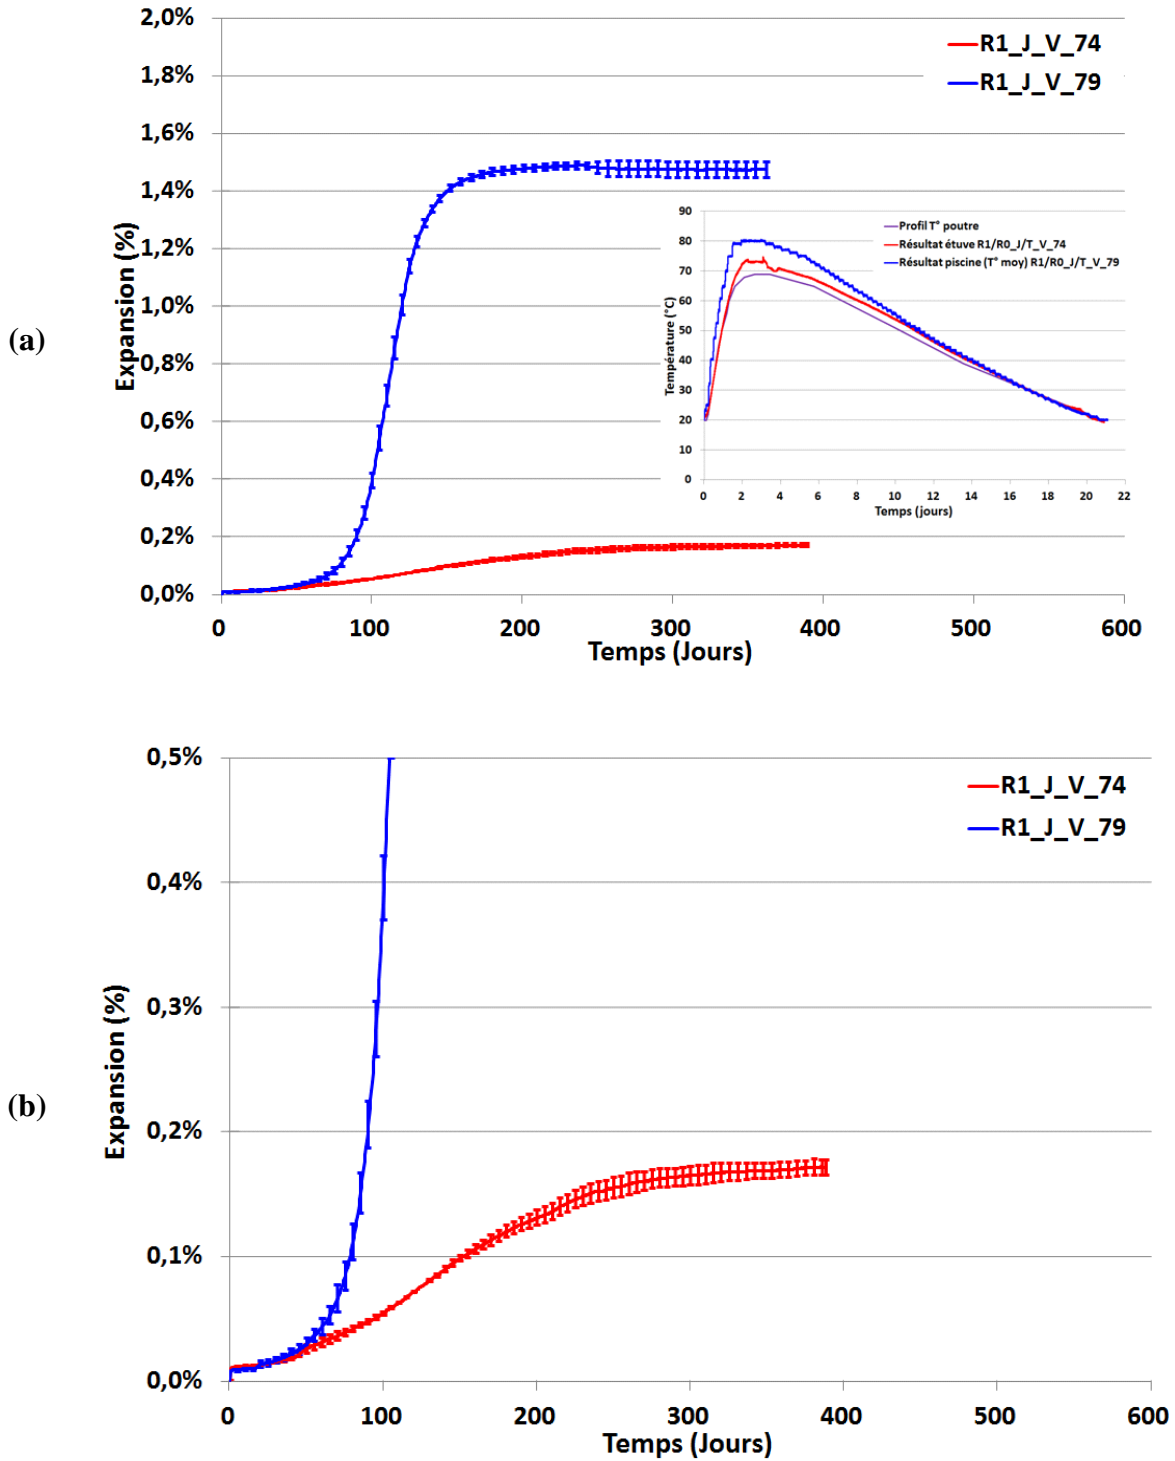 (a)
Expansion (%)
2,0%
1,8%
1,6%
1,4%
1,2%
1,0%
0,8%
0,6%
0,4%
0,2%
0,0%
R1_J_V_74
R1_J_V_79
Température (°C)
90
80
70
60
50
40
30
20
10
0
Profil T° poutre
Résultat étuve R1/R0_J/T_V_74
Résultat piscine (T° moy) R1/R0_J/T_V_79
0 2 4 6 8 10 12 14 16 18 20 22
Temps (jours)
0 100 200 300 400 500 600
Temps (Jours)
(b)
Expansion (%)
0,5%
0,4%
0,3%
0,2%
0,1%
0,0%
R1_J_V_74
R1_J_V_79
0 100 200 300 400 500 600
Temps (Jours)